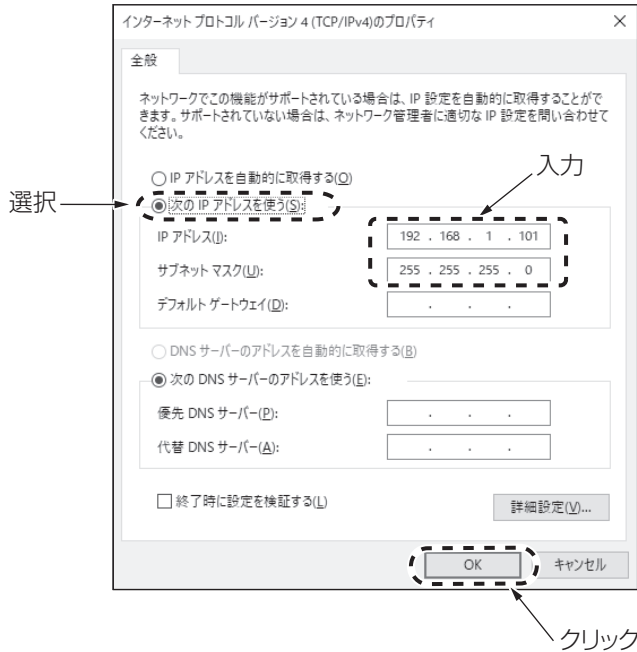 インターネット プロトコル バージョン 4 (TCP/IPv4)のプロパティ
全般
ネットワークでこの機能がサポートされている場合は、IP 設定を自動的に取得することがで
きます。サポートされていない場合は、ネットワーク管理者に適切な IP 設定を問い合わせて
ください。
入力
IP アドレスを自動的に取得する(O)
選択
次の IP アドレスを使う(S):
IP アドレス(I): 192 . 168 . 1 . 101
サブネット マスク(U): 255 . 255 . 255 . 0
デフォルト ゲートウェイ(D): . . .
DNS サーバーのアドレスを自動的に取得する(B)
次の DNS サーバーのアドレスを使う(E):
優先 DNS サーバー(P): . . .
代替 DNS サーバー(A): . . .
終了時に設定を検証する(L)
詳細設定(V)...
OK キャンセル
クリック